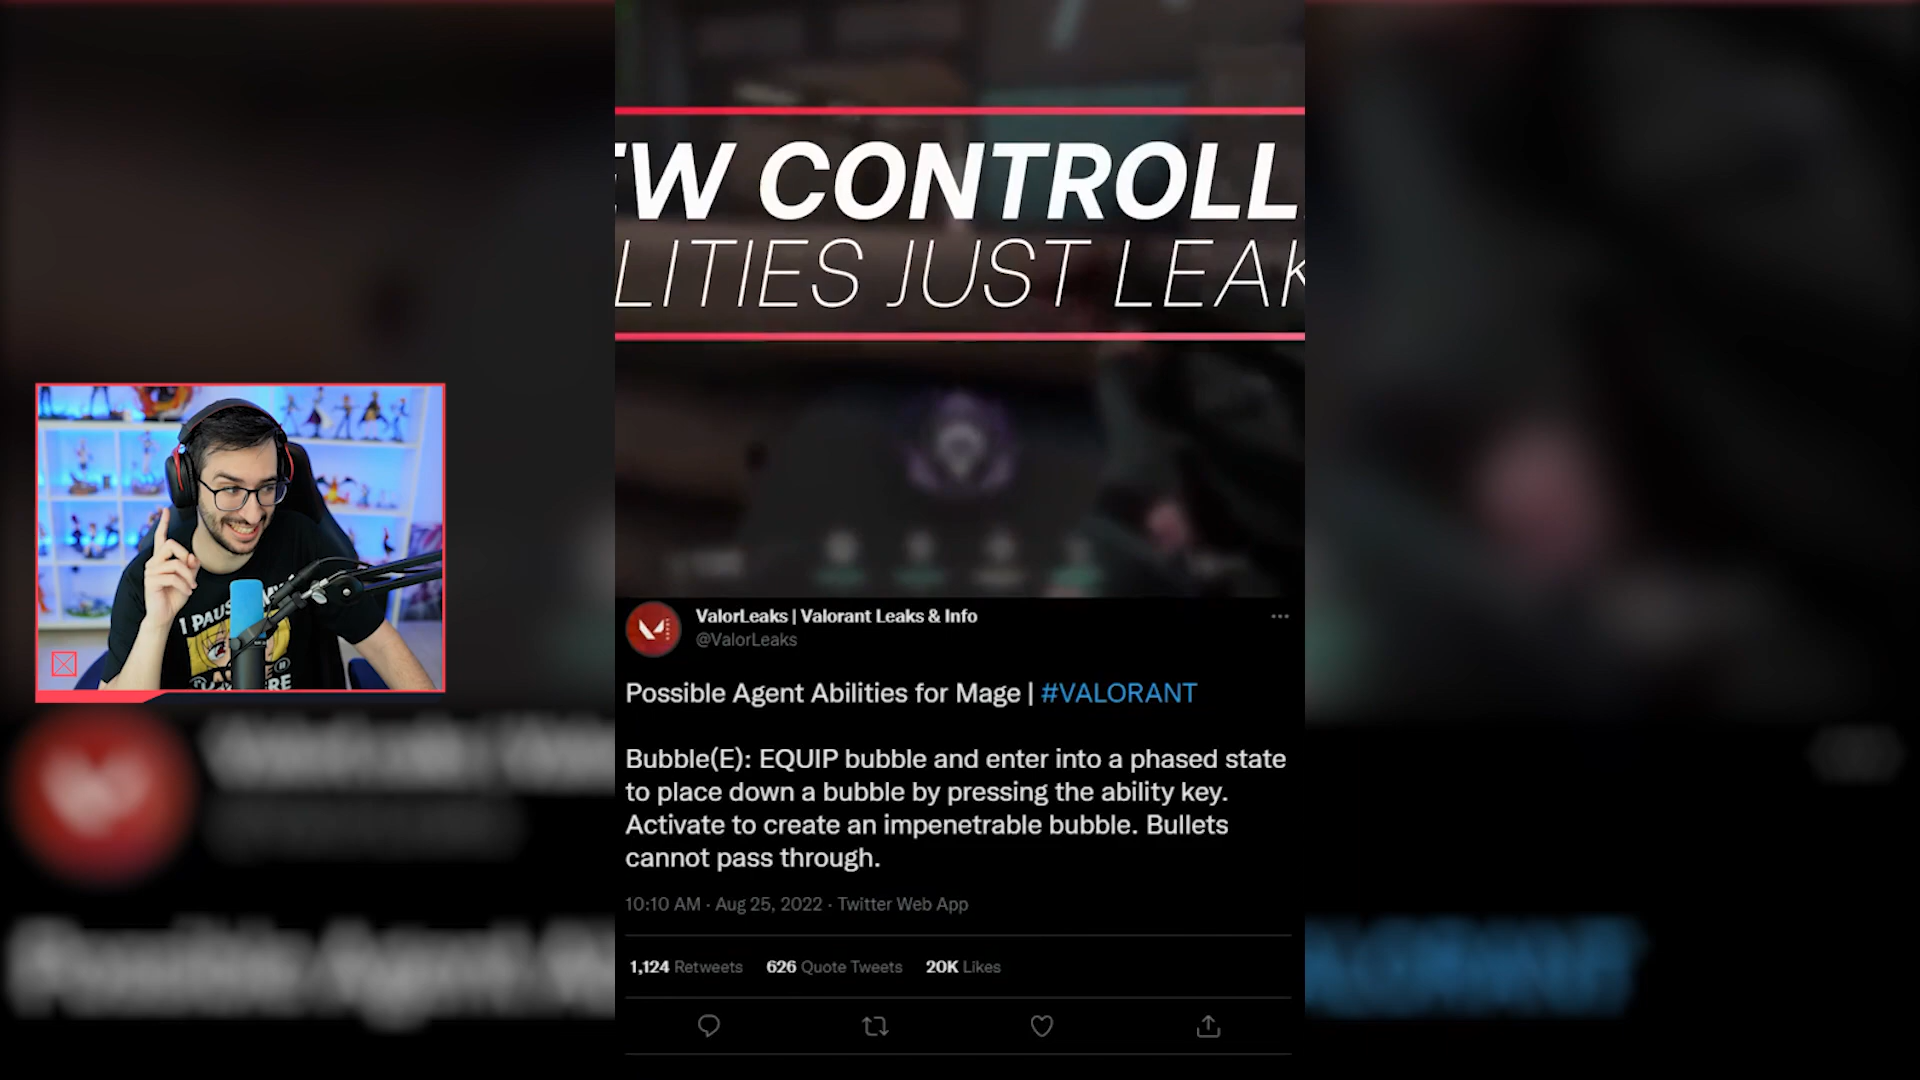 EW CONTROLL
LITIES JUST LEAK
ValorLeaks | Valorant Leaks & Info
@ValorLeaks
Possible Agent Abilities for Mage | #VALORANT
Bubble(E): EQUIP bubble and enter into a phased state
to place down a bubble by pressing the ability key.
Activate to create an impenetrable bubble. Bullets
cannot pass through.
10:10 AM · Aug 25, 2022 · Twitter Web App
1,124 Retweets 626 Quote Tweets 20K Likes
I PAUS